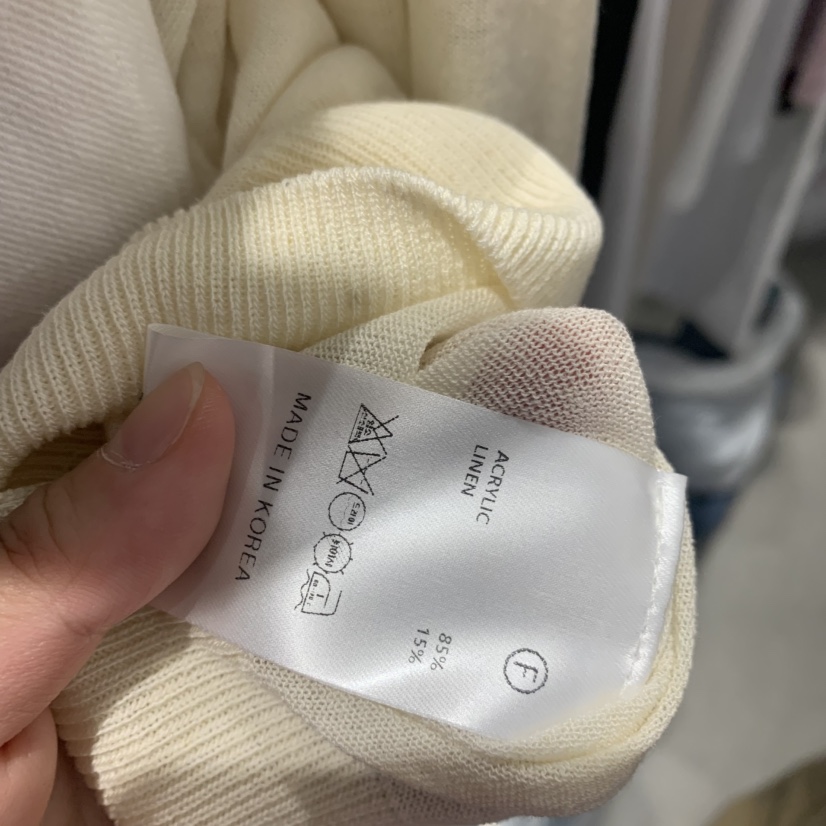 F
ACRYLIC 85%
LINEN 15%
MADE IN KOREA